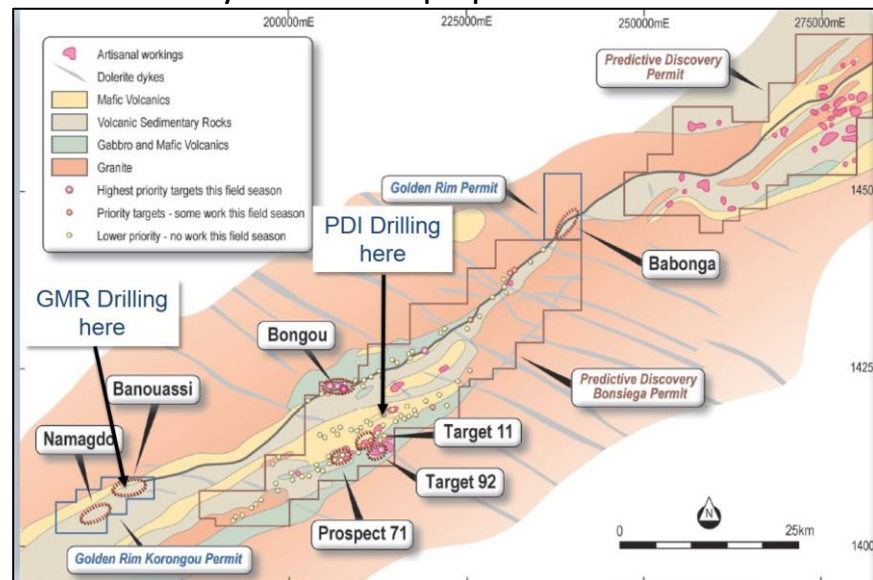 200000mE
225000mE
250000mE
275000mE
Artisanal workings
Dolerite dykes
Mafic Volcanics
Volcanic Sedimentary Rocks
Gabbro and Mafic Volcanics
Granite
Highest priority targets this field season
Priority targets - some work this field season
Lower priority - no work this field season
Predictive Discovery
Permit
Golden Rim Permit
1450
PDI Drilling
here
Babonga
GMR Drilling
here
Bongou
1425
Banouassi
Predictive Discovery
Bonsiega Permit
Namagdo
Target 11
Target 92
Prospect 71
N
Golden Rim Korongou Permit
0
25km
1400